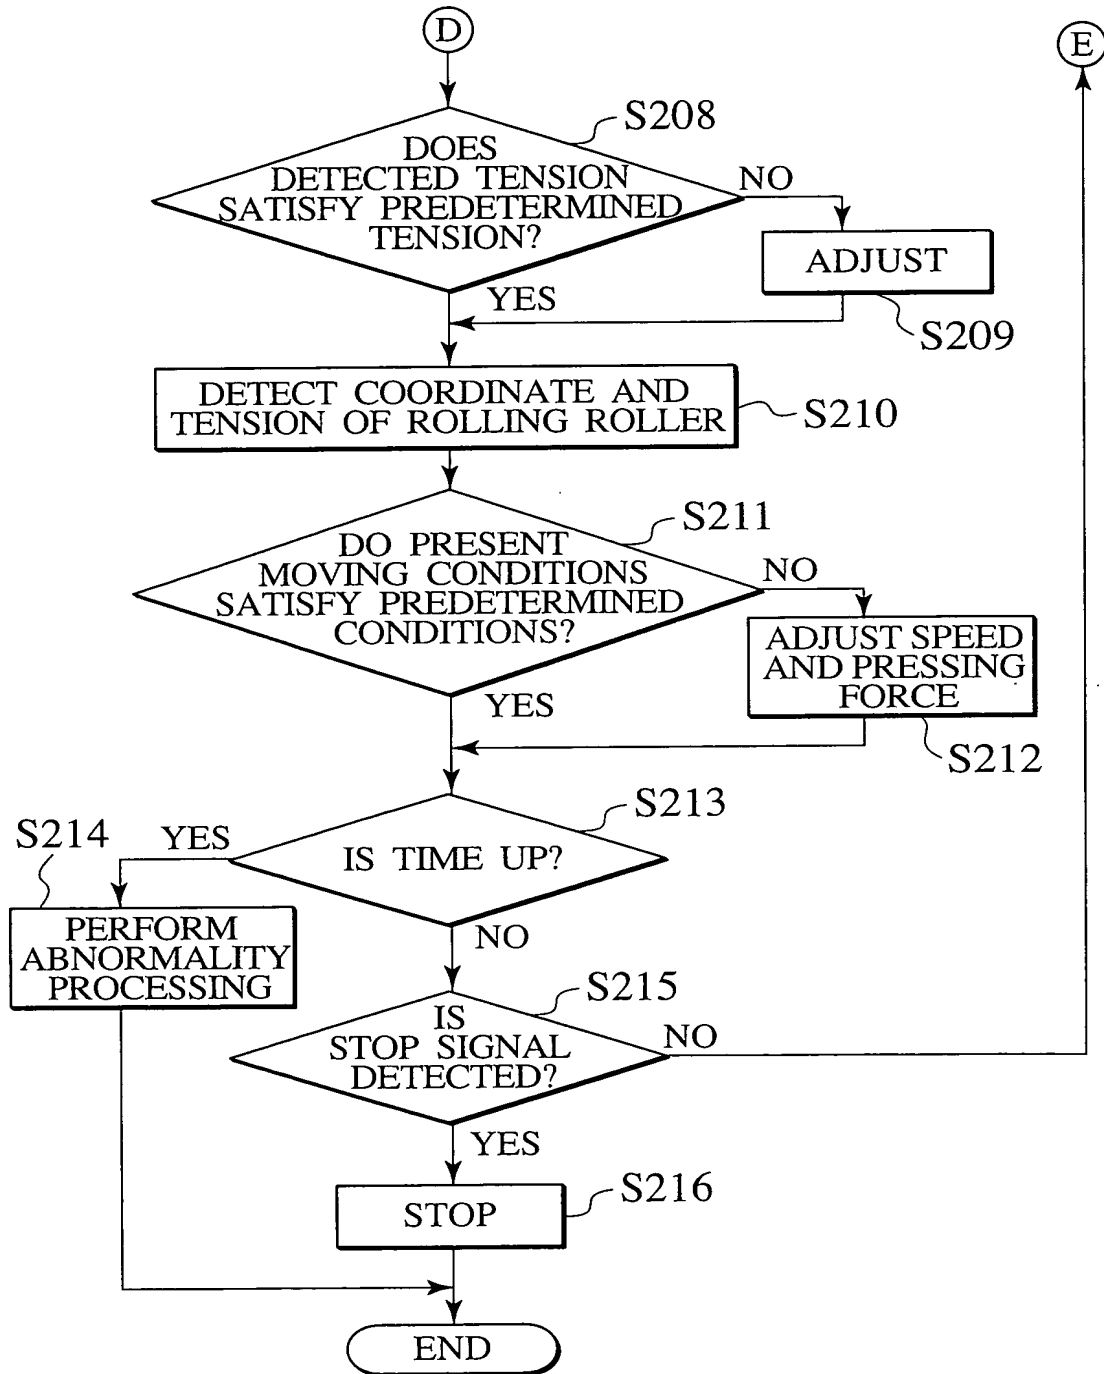 D
E
S208
DOES
DETECTED TENSION
SATISFY PREDETERMINED
TENSION?
NO
ADJUST
S209
YES
DETECT COORDINATE AND
TENSION OF ROLLING ROLLER
S210
S211
DO PRESENT
MOVING CONDITIONS
SATISFY PREDETERMINED
CONDITIONS?
NO
ADJUST SPEED
AND PRESSING
FORCE
S212
YES
S213
IS TIME UP?
YES
S214
PERFORM
ABNORMALITY
PROCESSING
NO
S215
IS
STOP SIGNAL
DETECTED?
NO
YES
S216
STOP
END